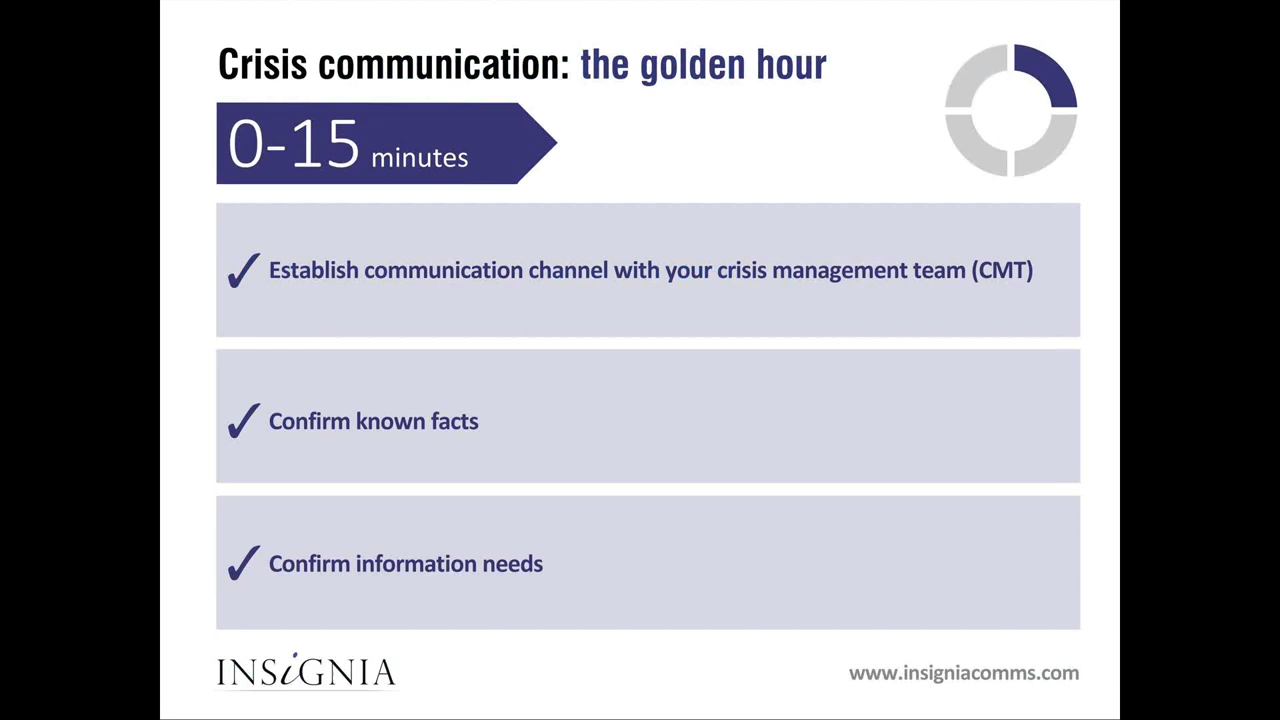 Crisis communication: the golden hour
0-15 minutes
✓ Establish communication channel with your crisis management team (CMT)
✓ Confirm known facts
✓ Confirm information needs
INSiGNIA
www.insigniacomms.com